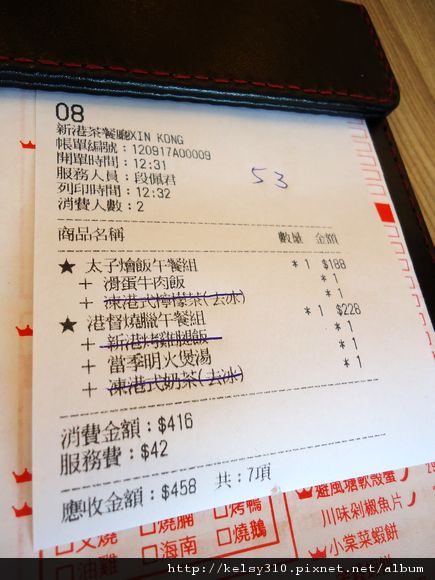 08
新港茶餐廳XIN KONG
帳單編號：120917A00009
開單時間：12:31
服務人員：段佩君
列印時間：12:32
消費人數：2
53
商品名稱 數量 金額
★ 太子燴飯午餐組 * 1 $188
+ 滑蛋牛肉飯 * 1
+ 凍港式檸檬茶(去冰) * 1
★ 港督燒臘午餐組 * 1 $228
+ 新港烤雞腿飯 * 1
+ 當季明火煲湯 * 1
+ 凍港式奶茶(去冰) * 1
消費金額：$416
服務費：$42
應收金額：$458 共：7項
叉燒 燒腩 烤鴨
油雞 海南 燒鵝
避風塘軟殼蟹
川味剁椒魚片
小棠菜蝦餅
http://kelsy310.pixnet.net/album